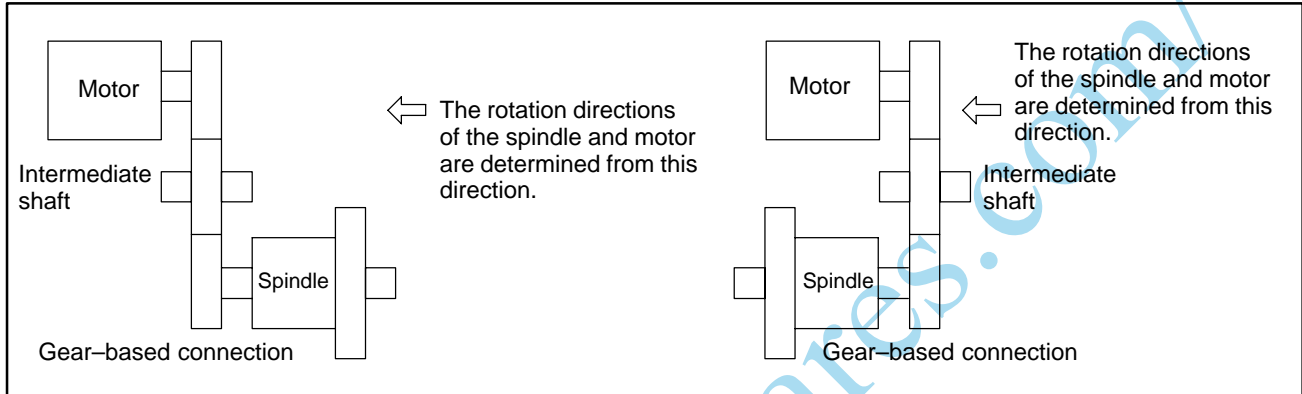 Motor
The rotation directions
of the spindle and motor
are determined from this
direction.
Intermediate
shaft
Spindle
Gear–based connection
Motor
The rotation directions
of the spindle and motor
are determined from this
direction.
Intermediate
shaft
Spindle
Gear–based connection
ares.com/